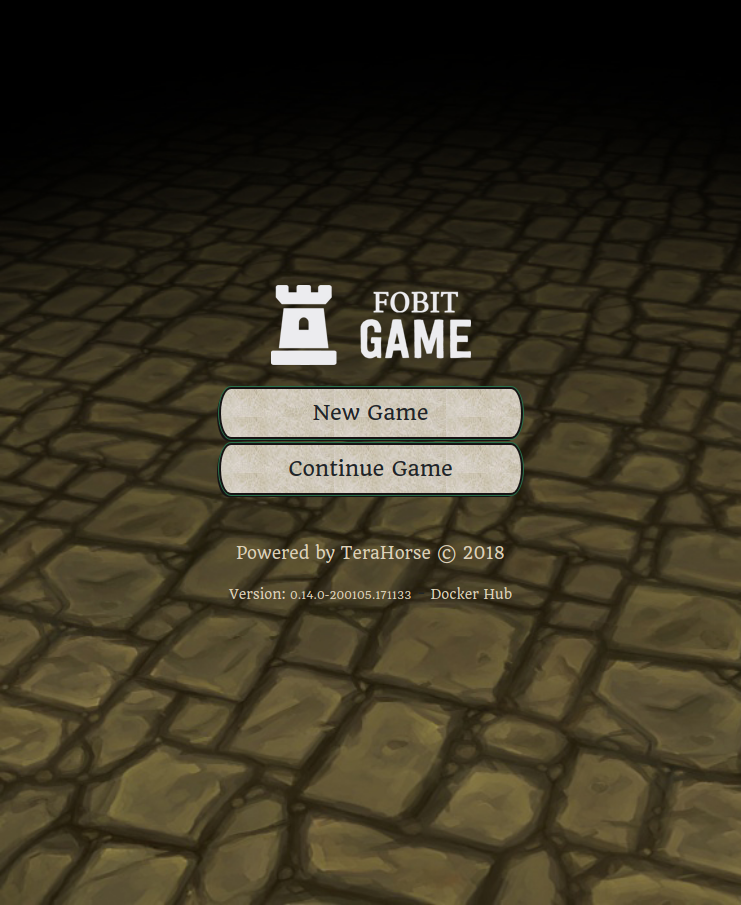 FOBIT
GAME
New Game
Continue Game
Powered by TeraHorse © 2018
Version: 0.14.0-200105.171133 Docker Hub